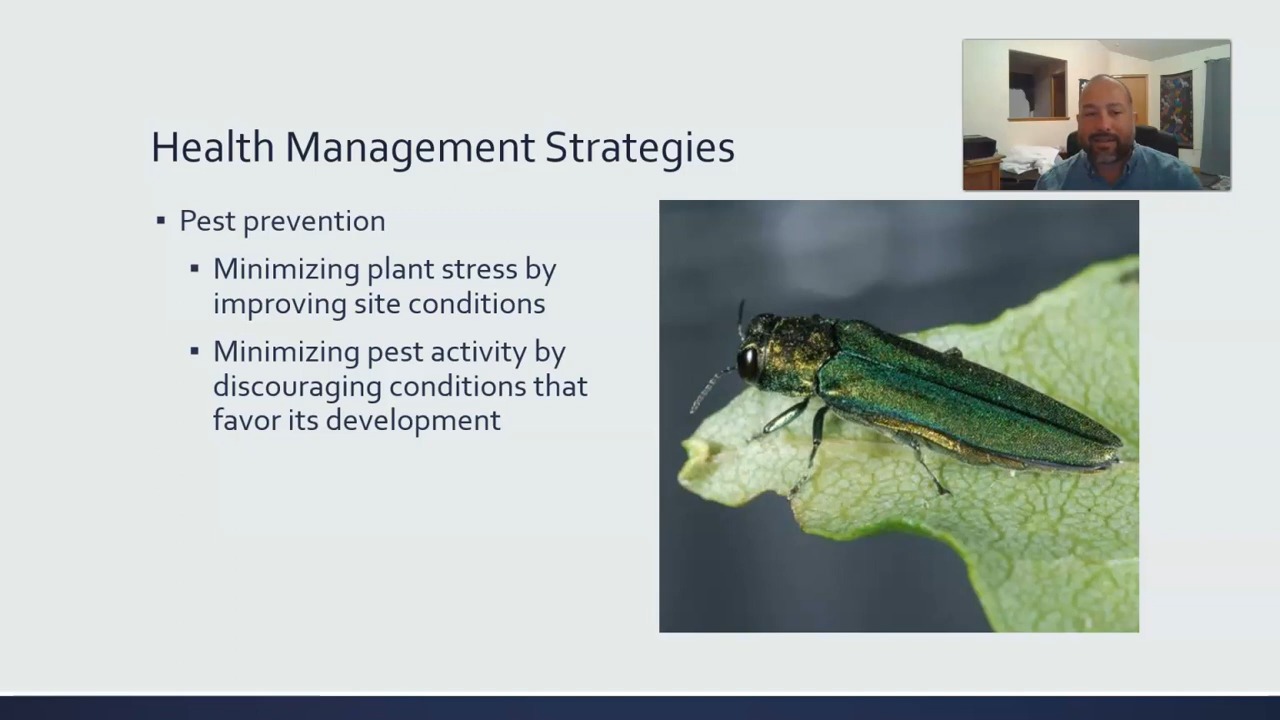 Health Management Strategies
▪ Pest prevention
▪ Minimizing plant stress by
improving site conditions
▪ Minimizing pest activity by
discouraging conditions that
favor its development